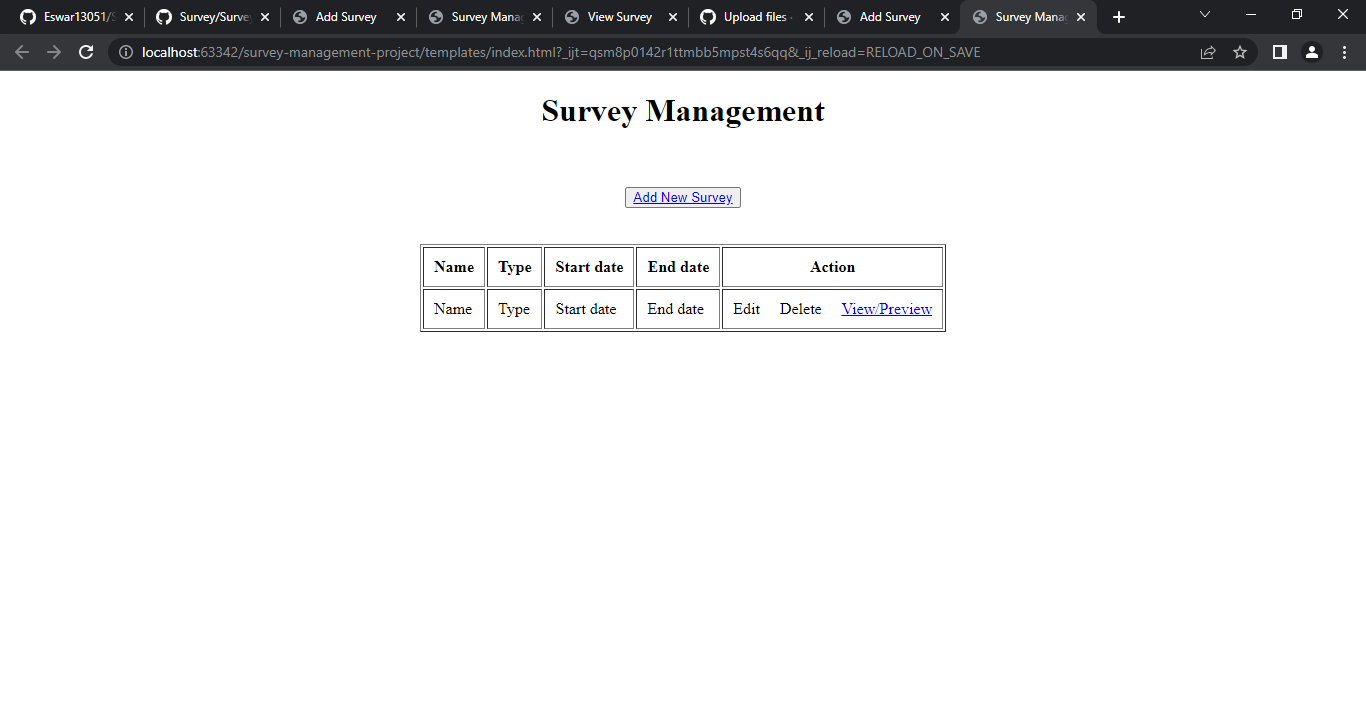 Eswar13051/S
Survey/Survey
Add Survey
Survey Manag
View Survey
Upload files ·
Add Survey
Survey Manag
localhost:63342/survey-management-project/templates/index.html?_ijt=qsm8p0142r1ttmbb5mpst4s6qq&_ij_reload=RELOAD_ON_SAVE
Survey Management
Add New Survey
Name Type Start date End date Action
Name Type Start date End date Edit Delete View/Preview